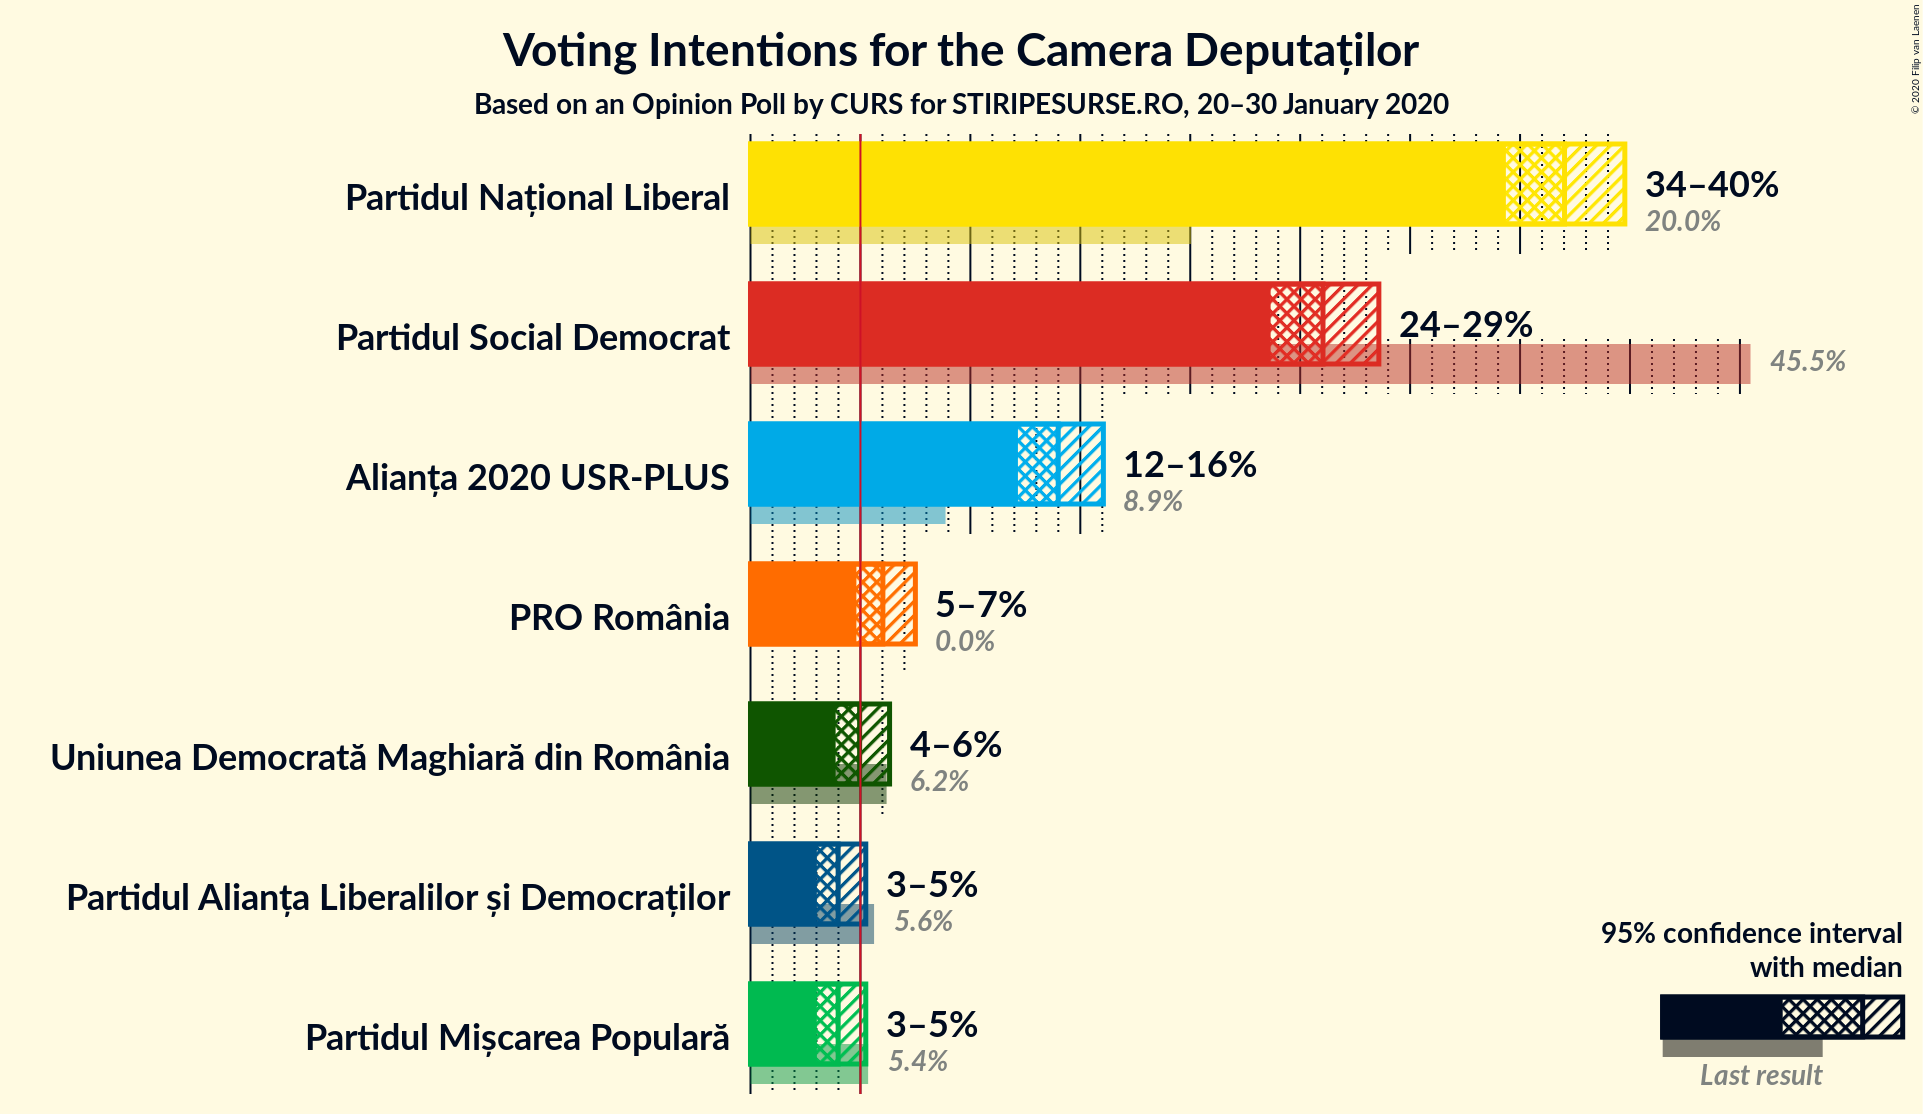 Voting Intentions for the Camera Deputaților
Based on an Opinion Poll by CURS for STIRIPESURSE.RO, 20–30 January 2020
© 2020 Filip van Laenen
Partidul Național Liberal
34–40%
20.0%
Partidul Social Democrat
24–29%
45.5%
Alianța 2020 USR-PLUS
12–16%
8.9%
PRO România
5–7%
0.0%
Uniunea Democrată Maghiară din România
4–6%
6.2%
Partidul Alianța Liberalilor și Democraților
3–5%
5.6%
Partidul Mișcarea Populară
3–5%
5.4%
95% confidence interval
with median
Last result